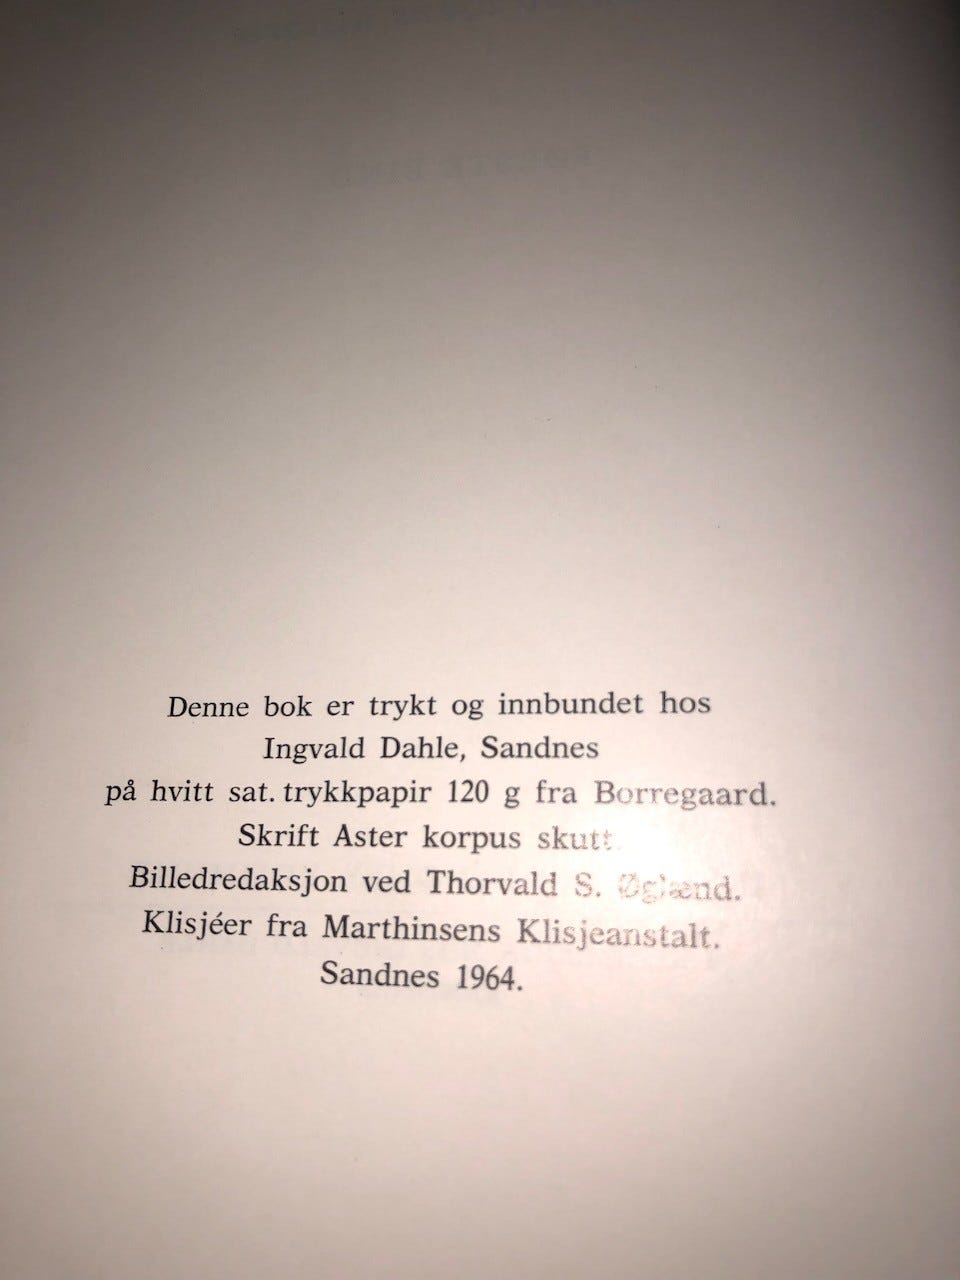 Denne bok er trykt og innbundet hos
Ingvald Dahle, Sandnes
på hvitt sat. trykkpapir 120 g fra Borregaard.
Skrift Aster korpus skutt
Billedredaksjon ved Thorvald S. Øglænd.
Klisjéer fra Marthinsens Klisjeanstalt.
Sandnes 1964.